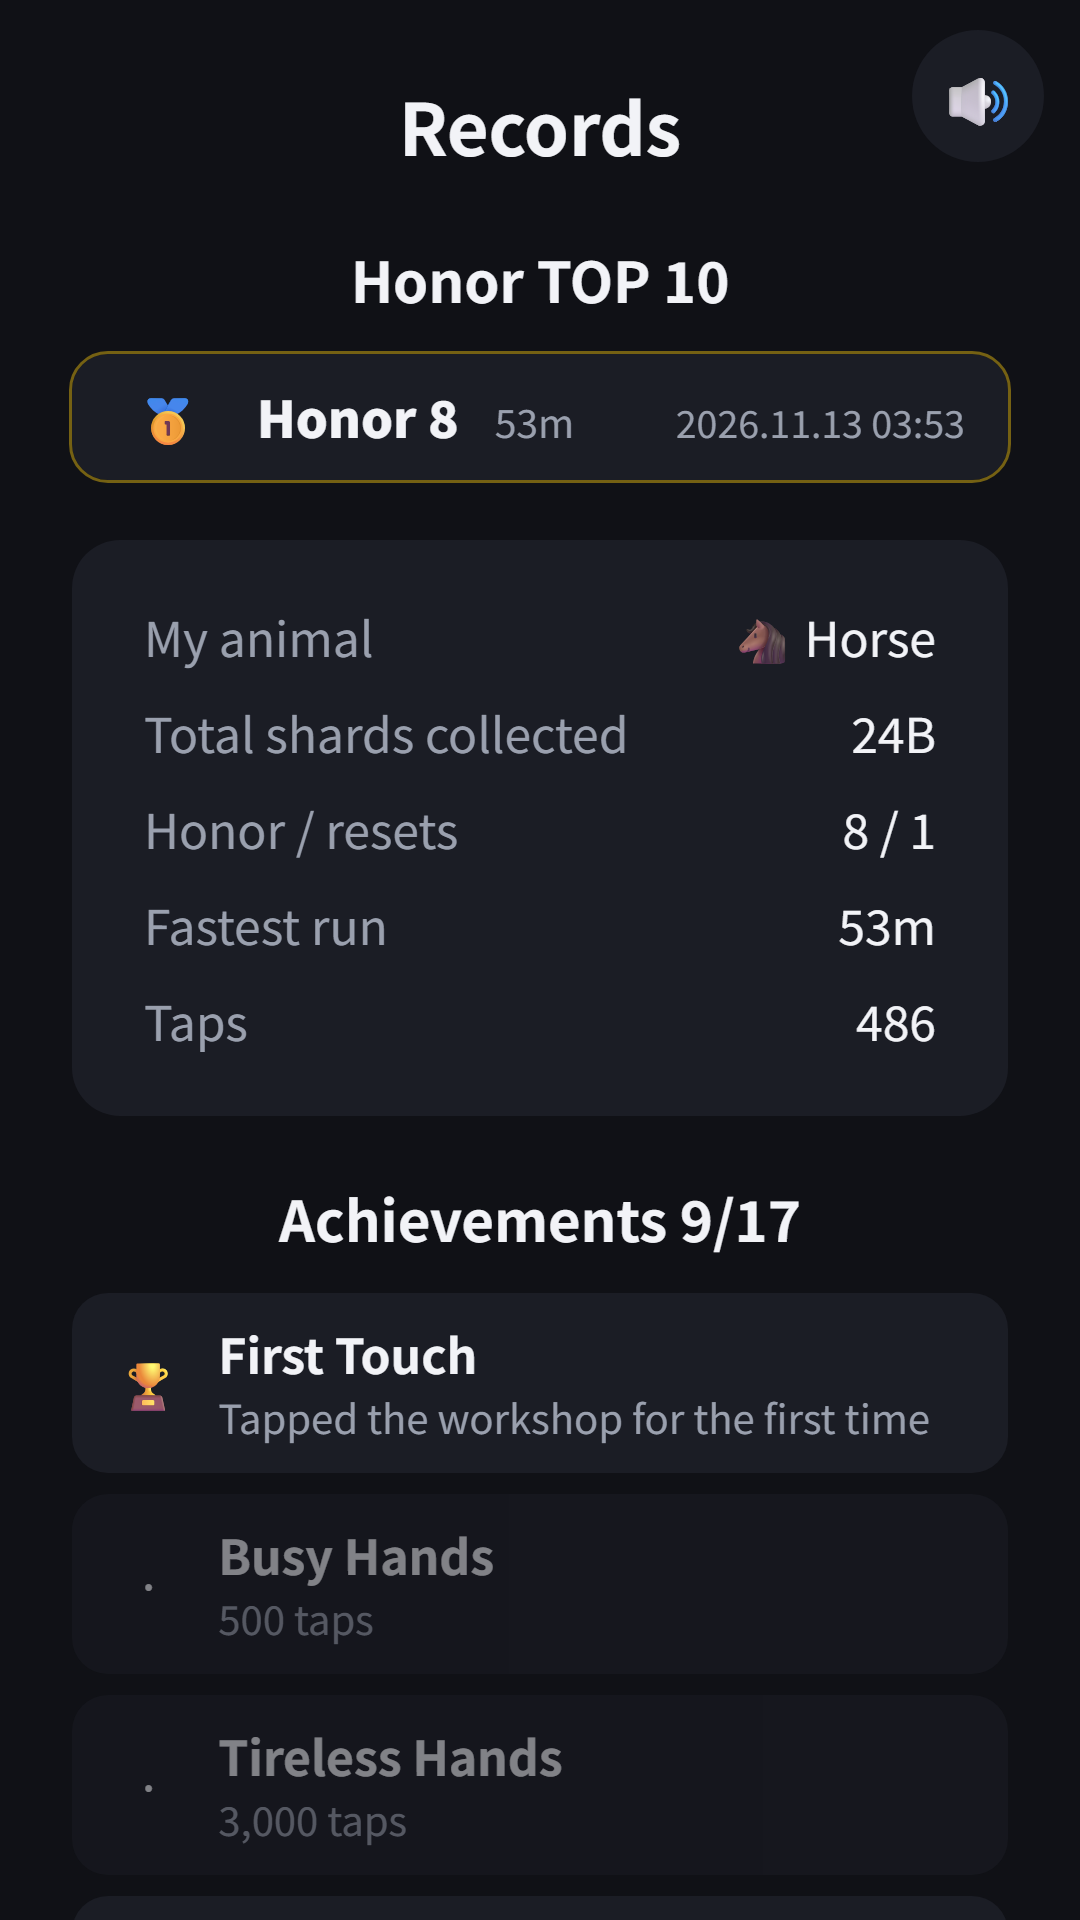 Records
Honor TOP 10
Honor 8 53m 2026.11.13 03:53
My animal Horse
Total shards collected 24B
Honor / resets 8 / 1
Fastest run 53m
Taps 486
Achievements 9/17
First Touch
Tapped the workshop for the first time
Busy Hands
500 taps
Tireless Hands
3,000 taps